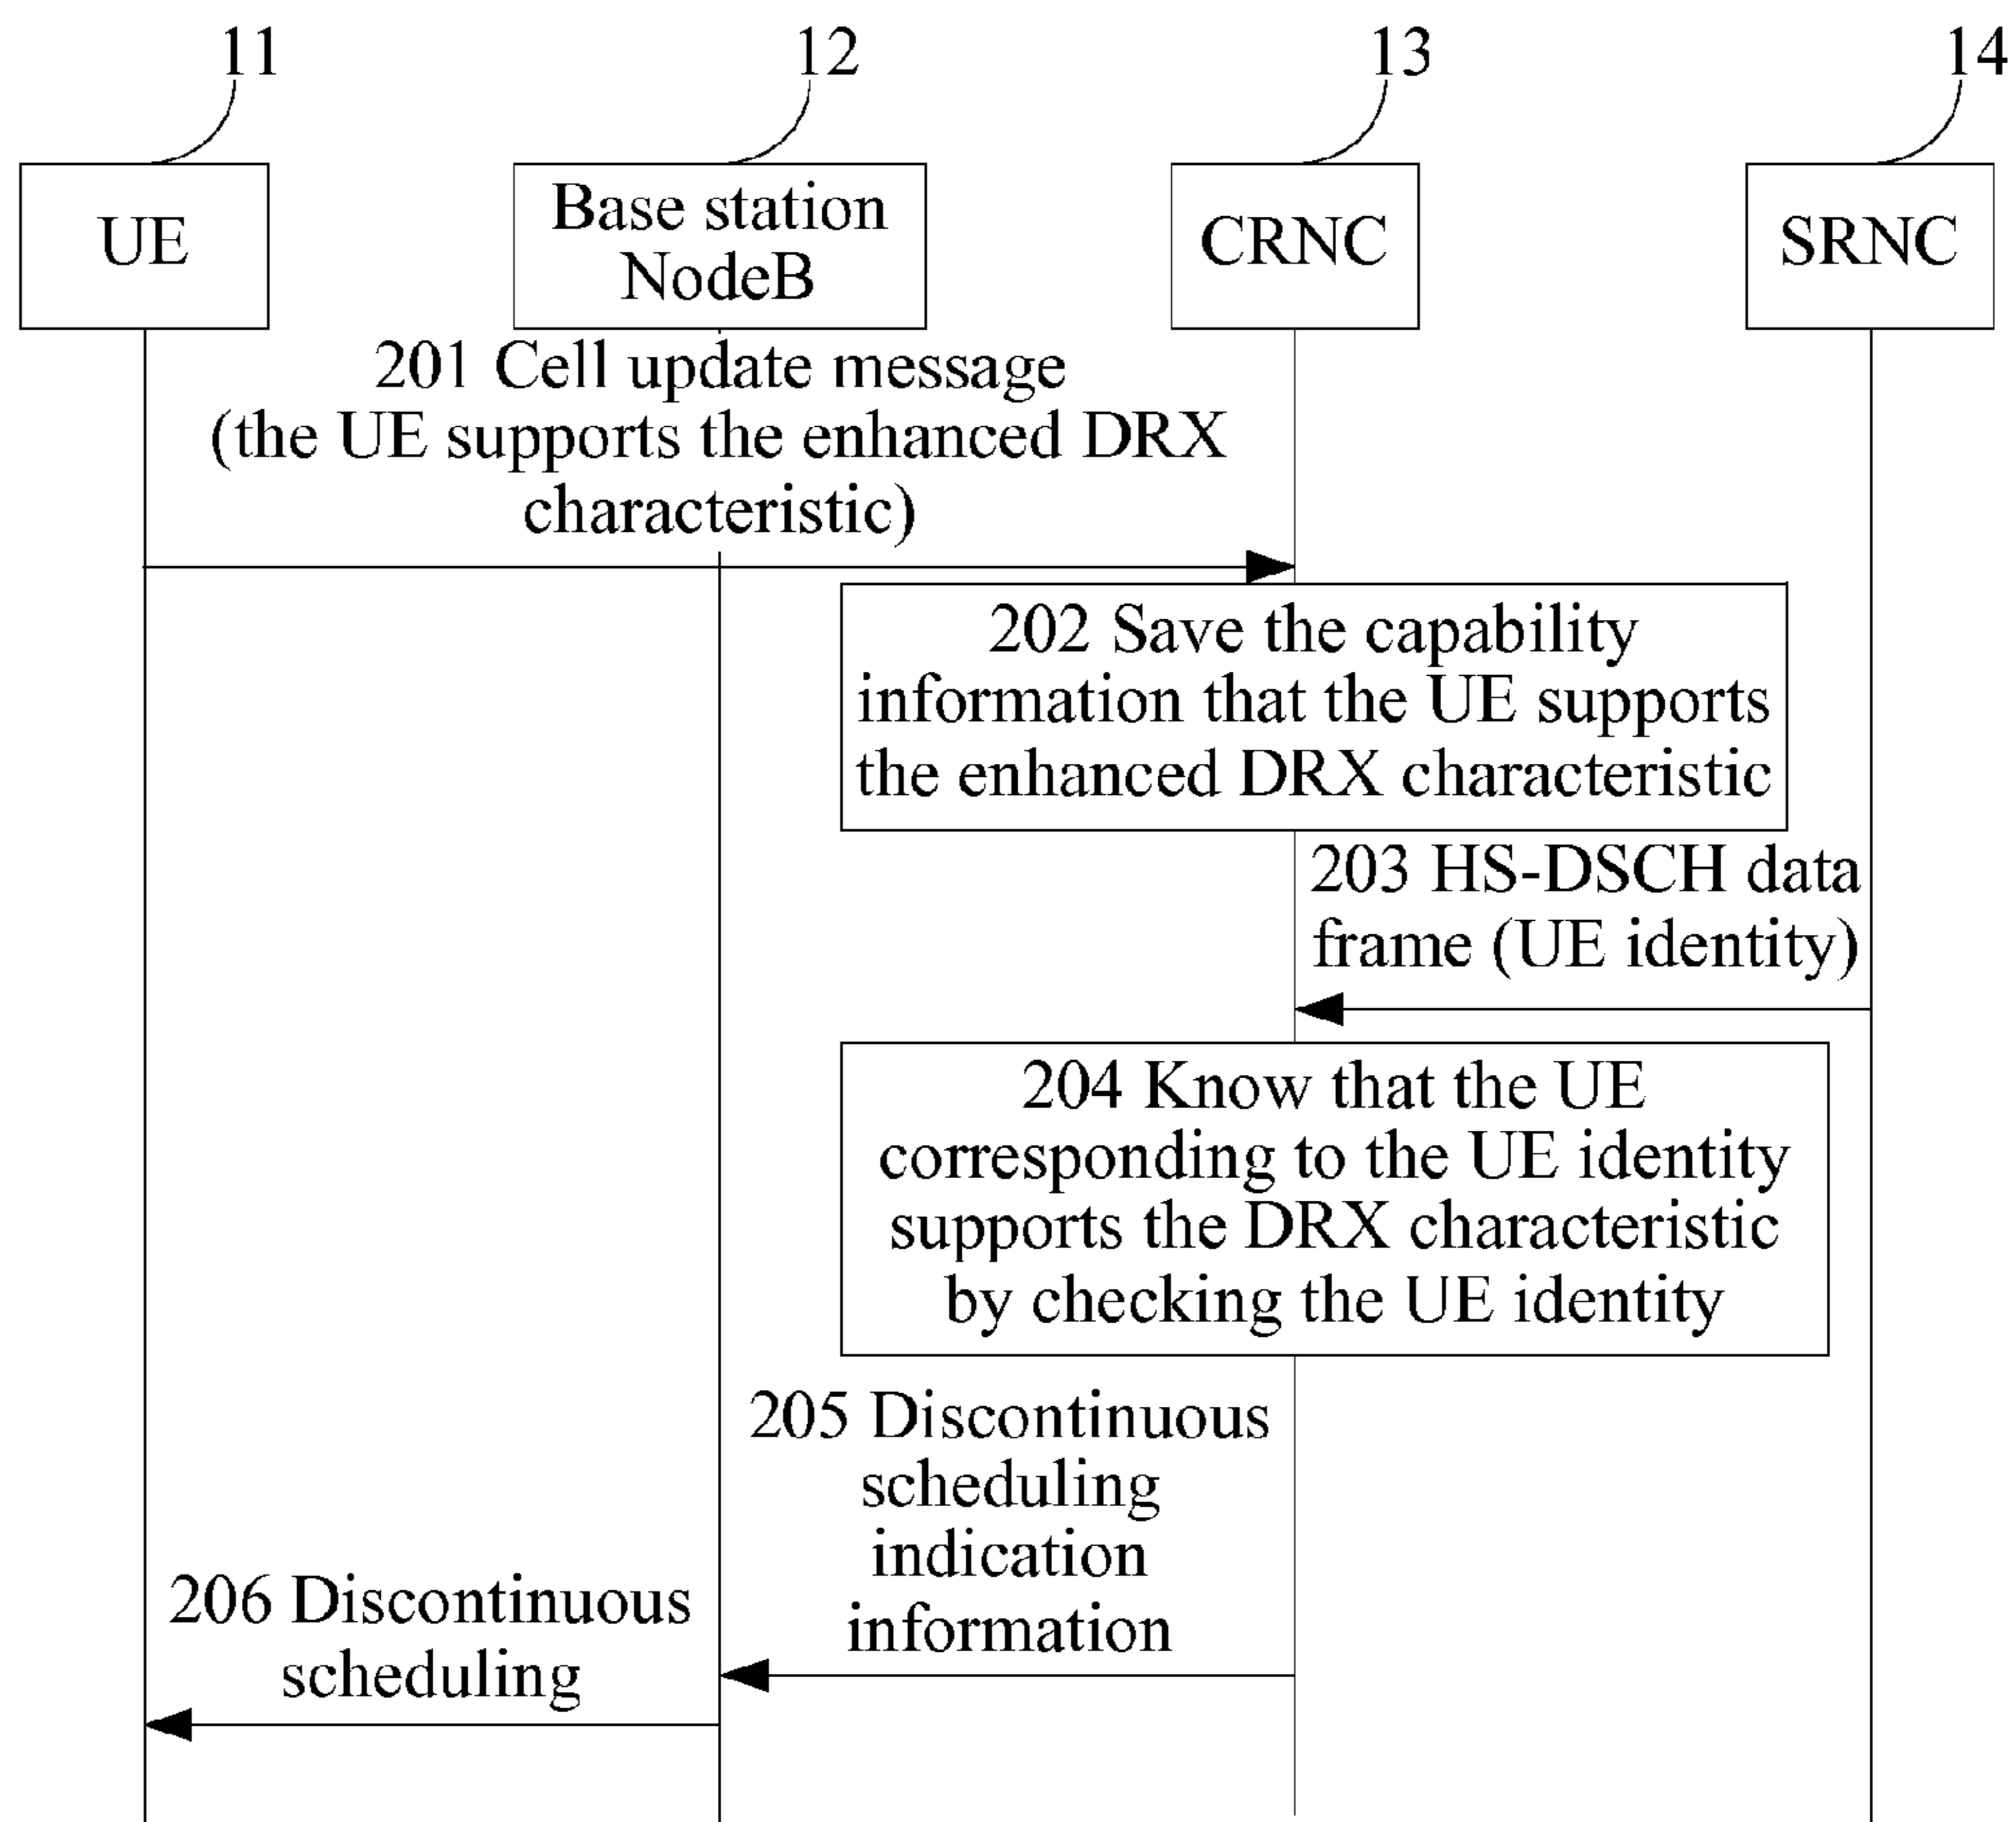 11
12
13
14
UE
Base station
NodeB
CRNC
SRNC
201 Cell update message
(the UE supports the enhanced DRX
characteristic)
202 Save the capability
information that the UE supports
the enhanced DRX characteristic
203 HS-DSCH data
frame (UE identity)
204 Know that the UE
corresponding to the UE identity
supports the DRX characteristic
by checking the UE identity
205 Discontinuous
scheduling
indication
information
206 Discontinuous
scheduling